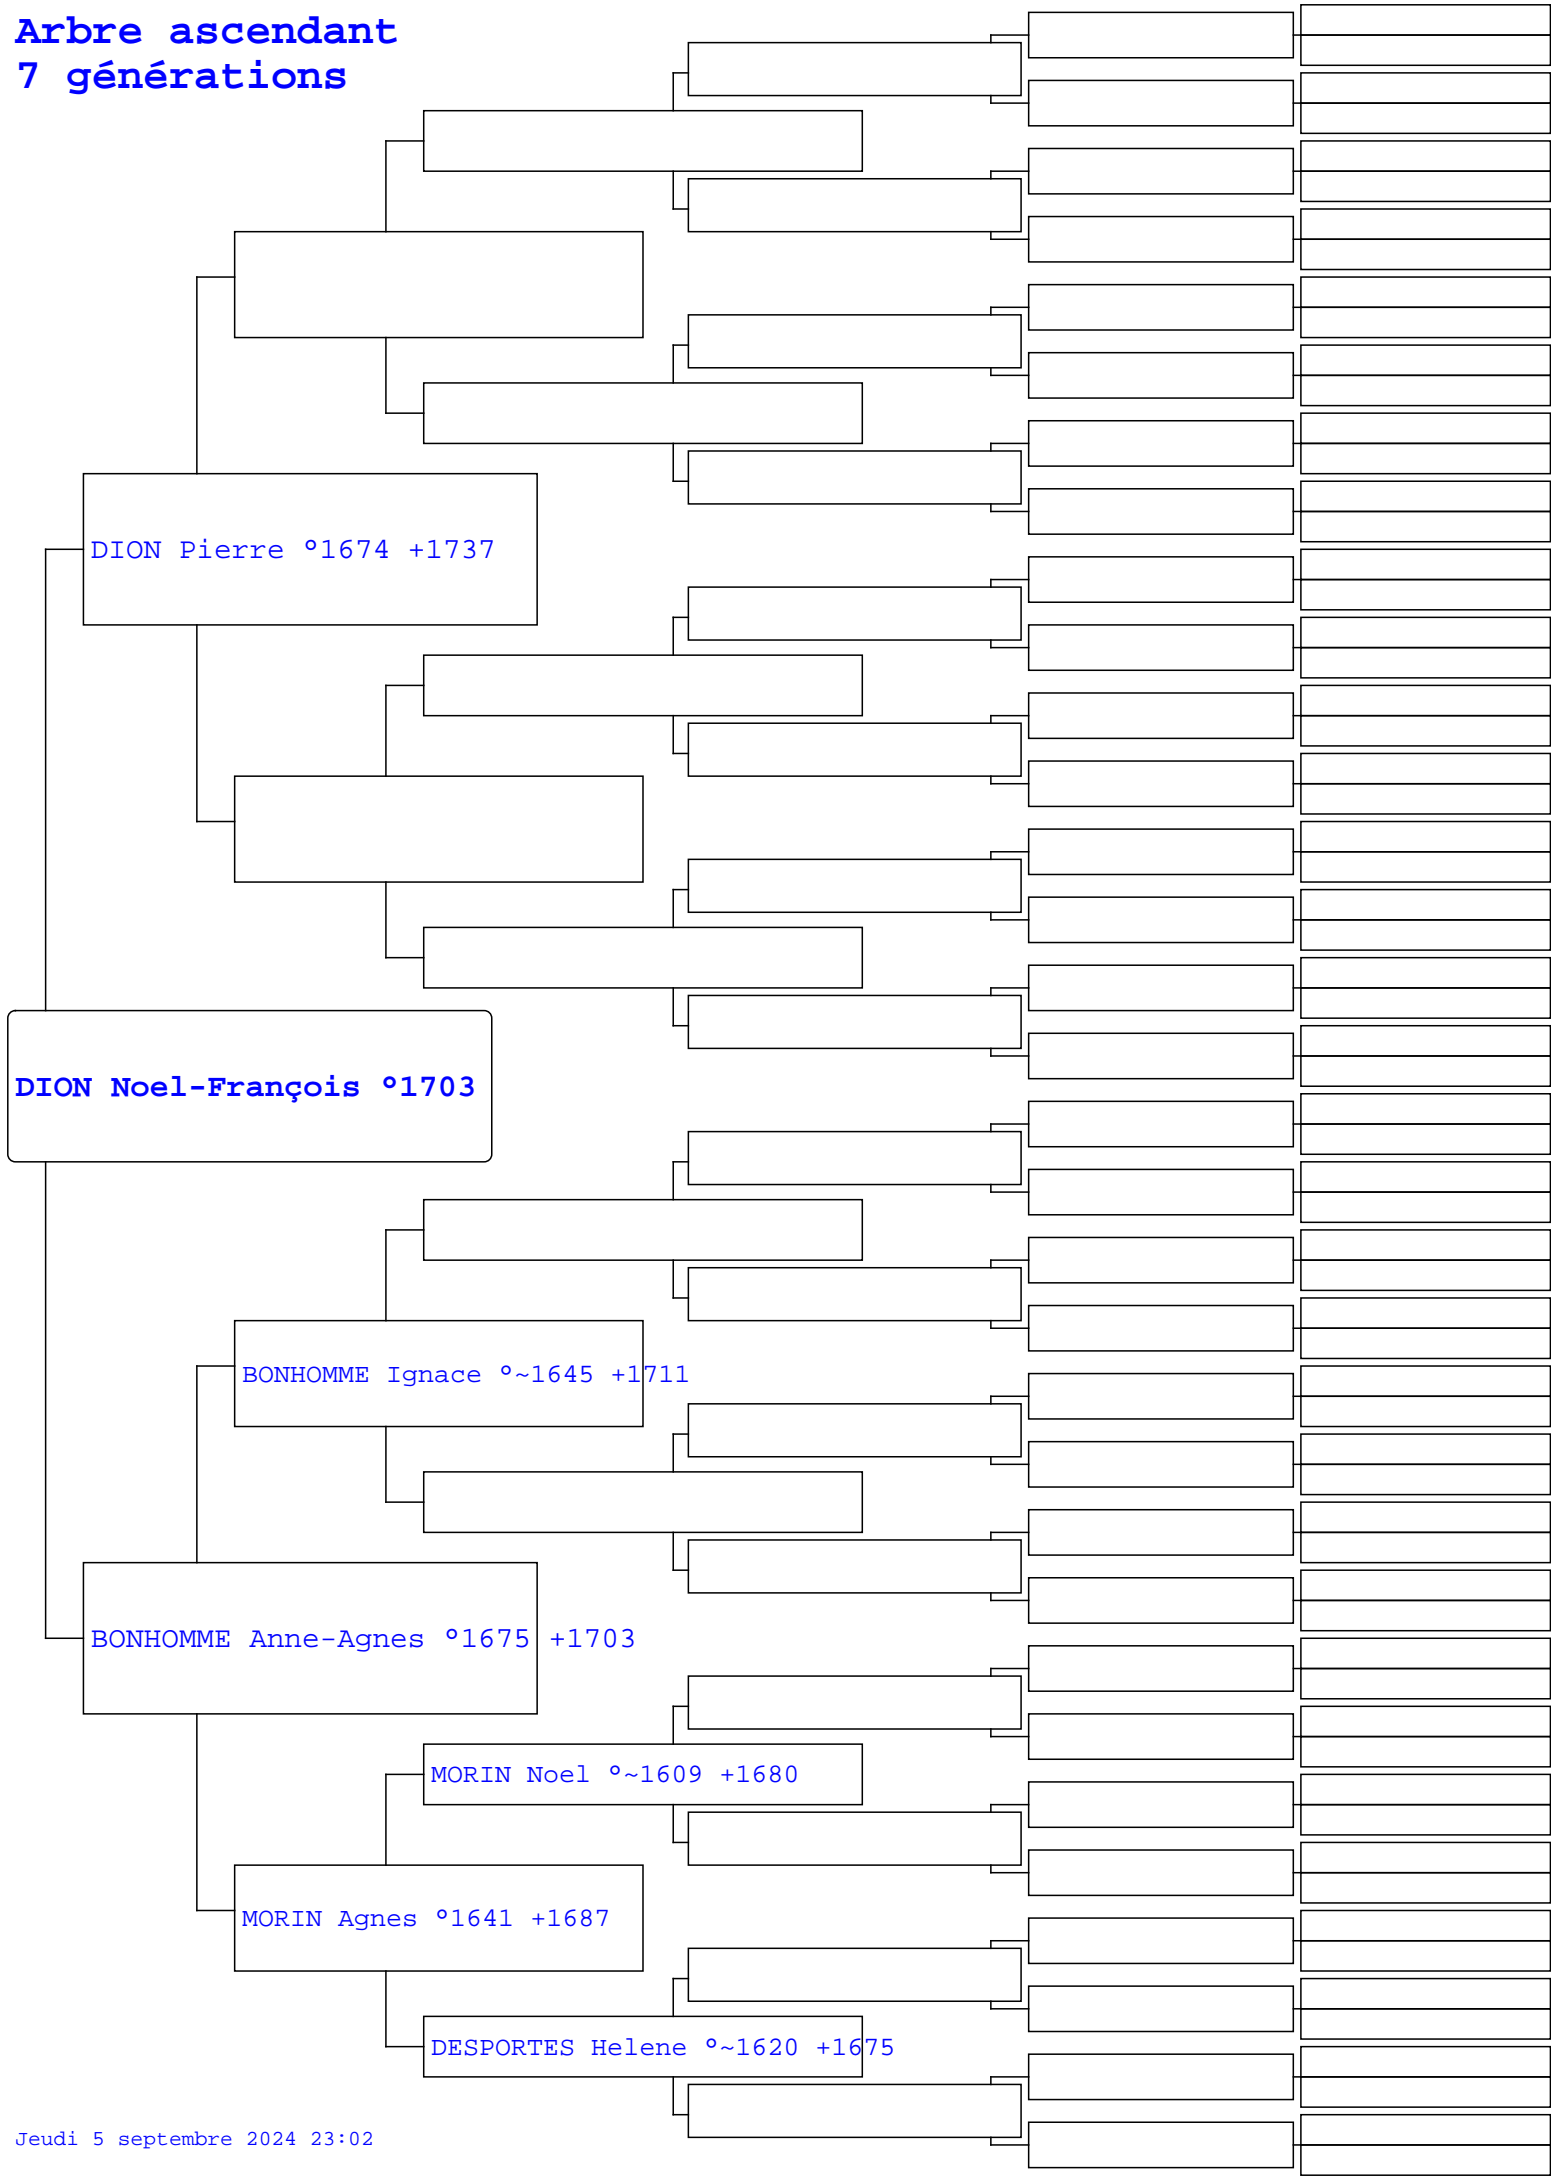 Arbre ascendant
7 générations
DION Pierre °1674 +1737
DION Noel-François °1703
BONHOMME Ignace °~1645 +1711
BONHOMME Anne-Agnes °1675 +1703
MORIN Noel °~1609 +1680
MORIN Agnes °1641 +1687
DESPORTES Helene °~1620 +1675
Jeudi 5 septembre 2024 23:02